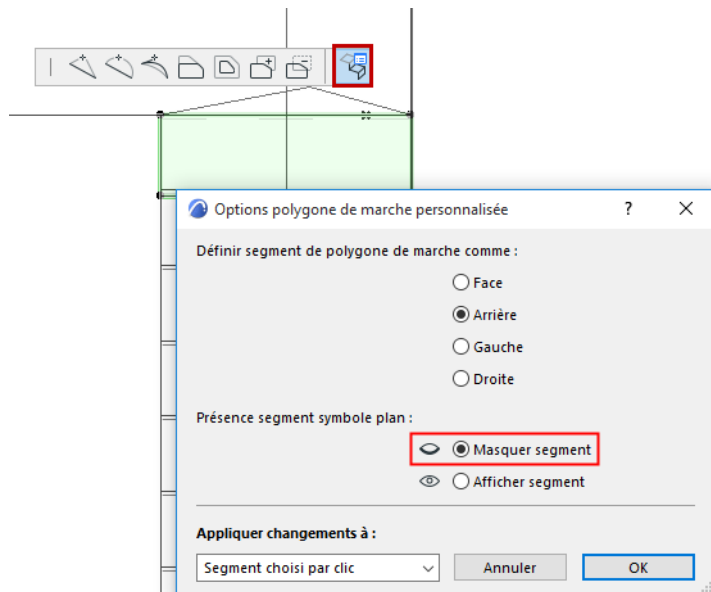 Options polygone de marche personnalisée
?
Définir segment de polygone de marche comme :
Face
Arrière
Gauche
Droite
Présence segment symbole plan :
Masquer segment
Afficher segment
Appliquer changements à :
Segment choisi par clic
Annuler
OK